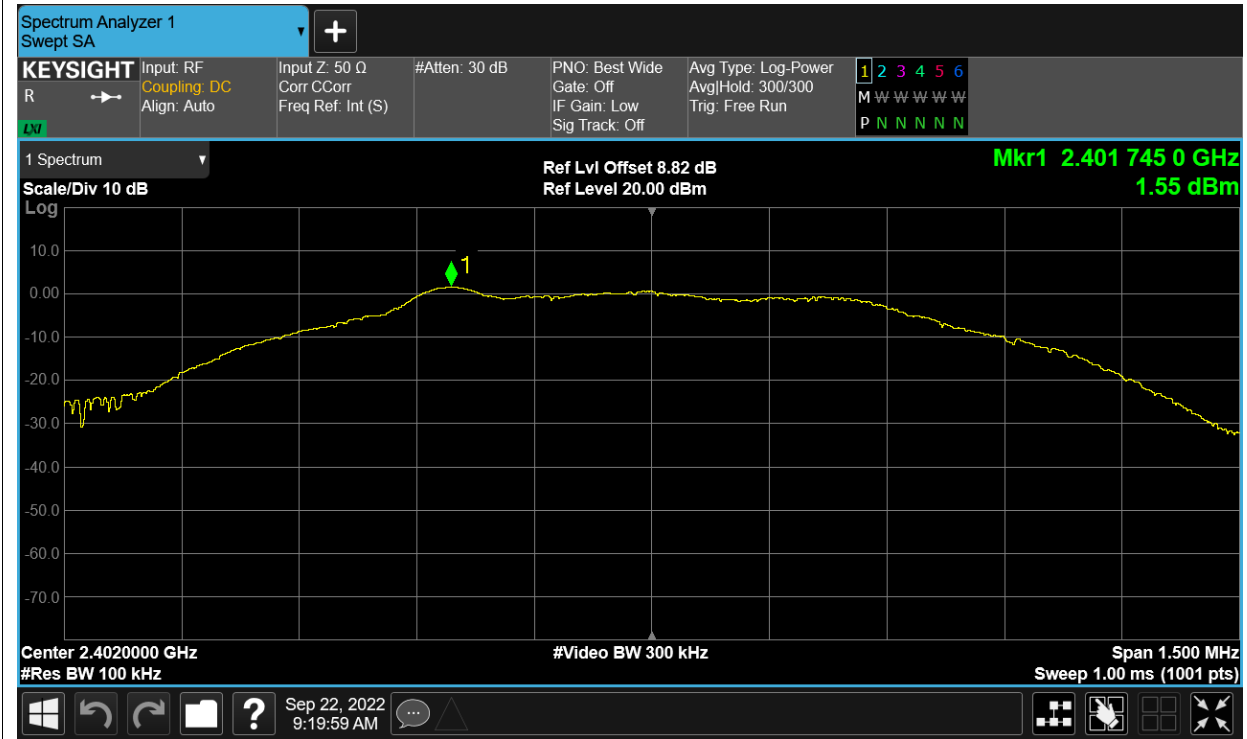 Spectrum Analyzer 1
Swept SA
KEYSIGHT
R
LXI
Input: RF
Coupling: DC
Align: Auto
Input Z: 50 Ω
Corr CCorr
Freq Ref: Int (S)
#Atten: 30 dB
PNO: Best Wide
Gate: Off
IF Gain: Low
Sig Track: Off
Avg Type: Log-Power
Avg|Hold: 300/300
Trig: Free Run
1 2 3 4 5 6
M W W W W W
P N N N N N
1 Spectrum
Scale/Div 10 dB
Log
Ref Lvl Offset 8.82 dB
Ref Level 20.00 dBm
Mkr1 2.401 745 0 GHz
1.55 dBm
10.0
1
0.00
-10.0
-20.0
-30.0
-40.0
-50.0
-60.0
-70.0
Center 2.4020000 GHz
#Video BW 300 kHz
Span 1.500 MHz
#Res BW 100 kHz
Sweep 1.00 ms (1001 pts)
?
Sep 22, 2022
9:19:59 AM